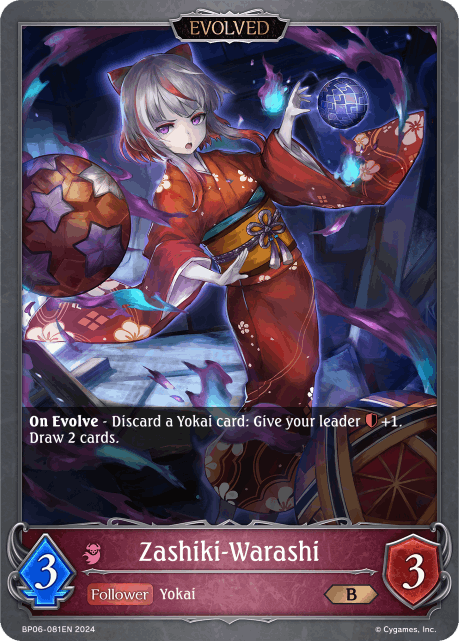 EVOLVED
On Evolve - Discard a Yokai card: Give your leader +1.
Draw 2 cards.
Zashiki-Warashi
3
3
Follower Yokai
B
BP06-081EN 2024
© Cygames, Inc.